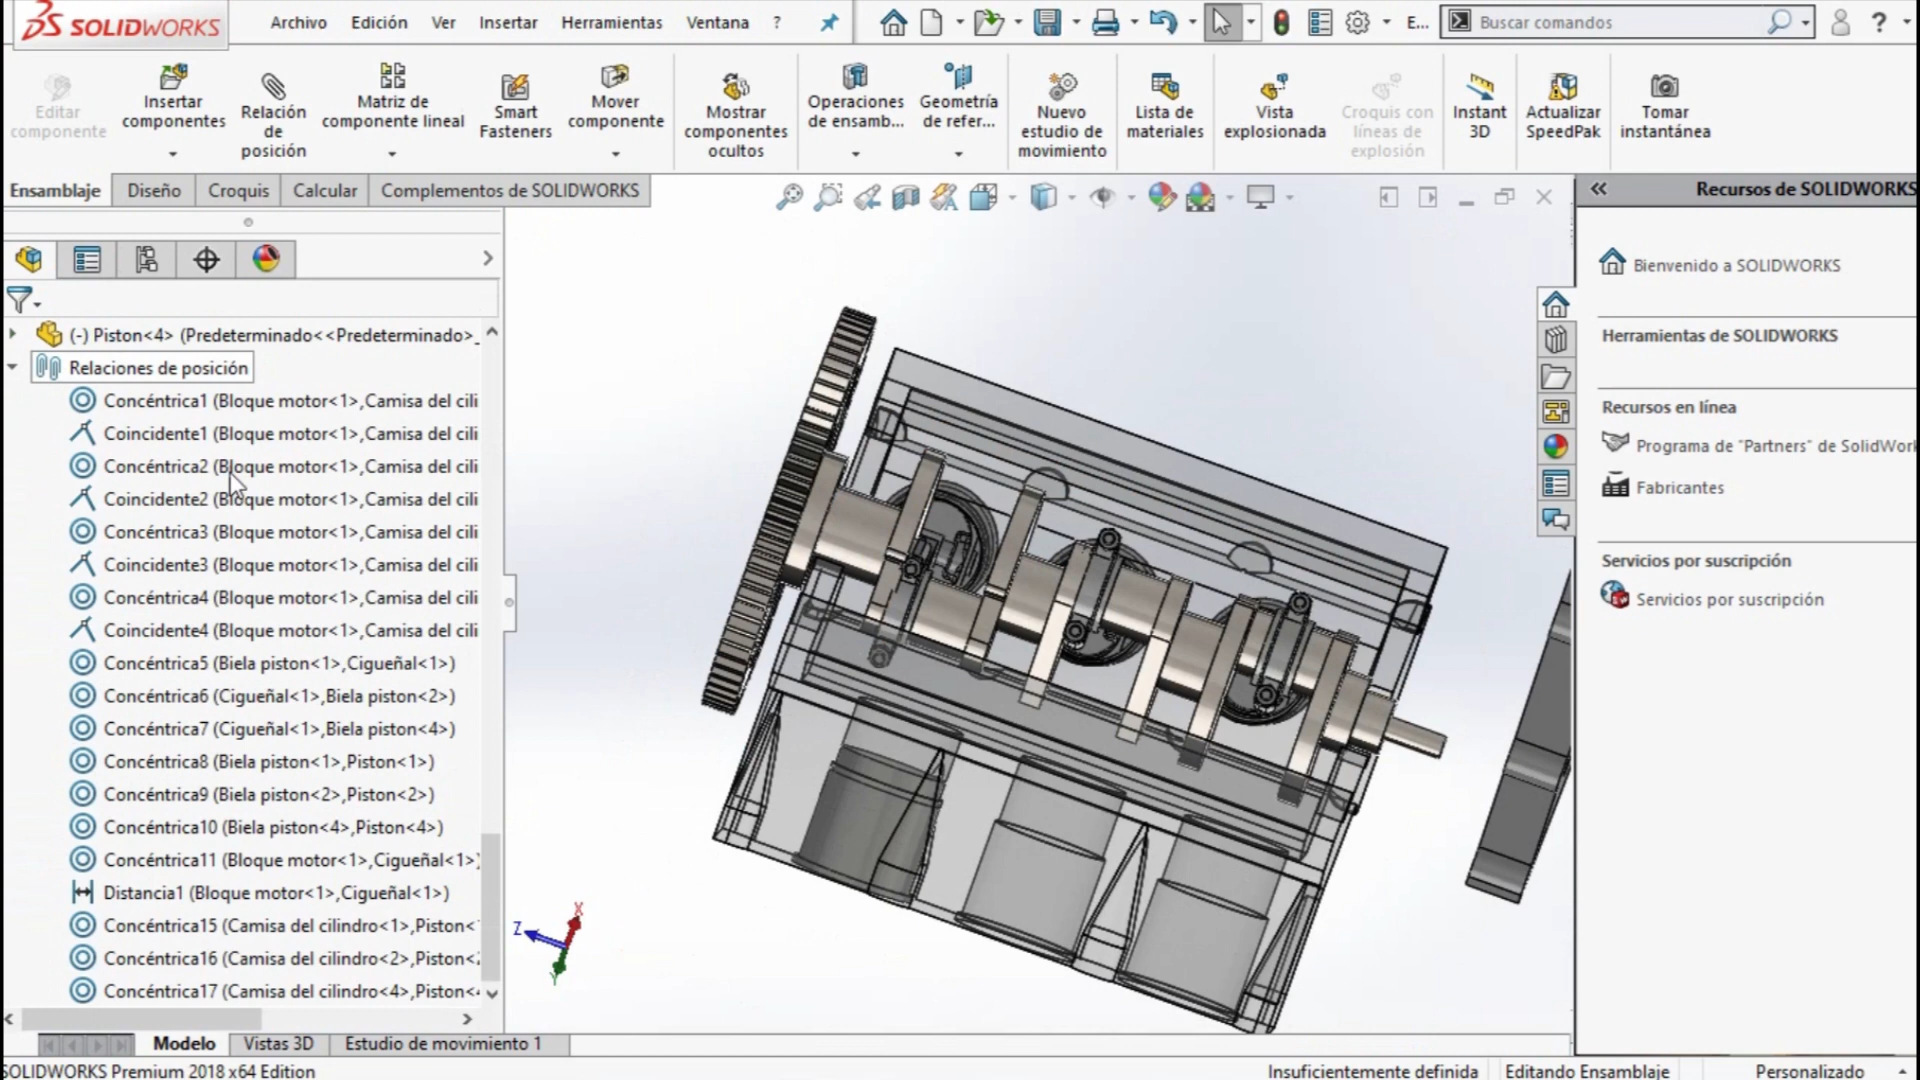 SOLIDWORKS
Archivo Edición Ver Insertar Herramientas Ventana ?
E...
Buscar comandos
?
Editar componente
Insertar componentes
Relación de posición
Matriz de componente lineal
Smart Fasteners
Mover componente
Mostrar componentes ocultos
Operaciones de ensamb...
Geometría de refer...
Nuevo estudio de movimiento
Lista de materiales
Vista explosionada
Croquis con líneas de explosión
Instant 3D
Actualizar SpeedPak
Tomar instantánea
Ensamblaje Diseño Croquis Calcular Complementos de SOLIDWORKS
(-) Piston<4> (Predeterminado<<Predeterminado>_
Relaciones de posición
Concéntrica1 (Bloque motor<1>,Camisa del cili
Coincidente1 (Bloque motor<1>,Camisa del cili
Concéntrica2 (Bloque motor<1>,Camisa del cili
Coincidente2 (Bloque motor<1>,Camisa del cili
Concéntrica3 (Bloque motor<1>,Camisa del cili
Coincidente3 (Bloque motor<1>,Camisa del cili
Concéntrica4 (Bloque motor<1>,Camisa del cili
Coincidente4 (Bloque motor<1>,Camisa del cili
Concéntrica5 (Biela piston<1>,Cigueñal<1>)
Concéntrica6 (Cigueñal<1>,Biela piston<2>)
Concéntrica7 (Cigueñal<1>,Biela piston<4>)
Concéntrica8 (Biela piston<1>,Piston<1>)
Concéntrica9 (Biela piston<2>,Piston<2>)
Concéntrica10 (Biela piston<4>,Piston<4>)
Concéntrica11 (Bloque motor<1>,Cigueñal<1>)
Distancia1 (Bloque motor<1>,Cigueñal<1>)
Concéntrica15 (Camisa del cilindro<1>,Piston<
Concéntrica16 (Camisa del cilindro<2>,Piston<2
Concéntrica17 (Camisa del cilindro<4>,Piston<
X
Z
Y
Recursos de SOLIDWORKS
Bienvenido a SOLIDWORKS
Herramientas de SOLIDWORKS
Recursos en línea
Programa de "Partners" de SolidWork
Fabricantes
Servicios por suscripción
Servicios por suscripción
Modelo Vistas 3D Estudio de movimiento 1
SOLIDWORKS Premium 2018 x64 Edition
Insuficientemente definida Editando Ensamblaje Personalizado